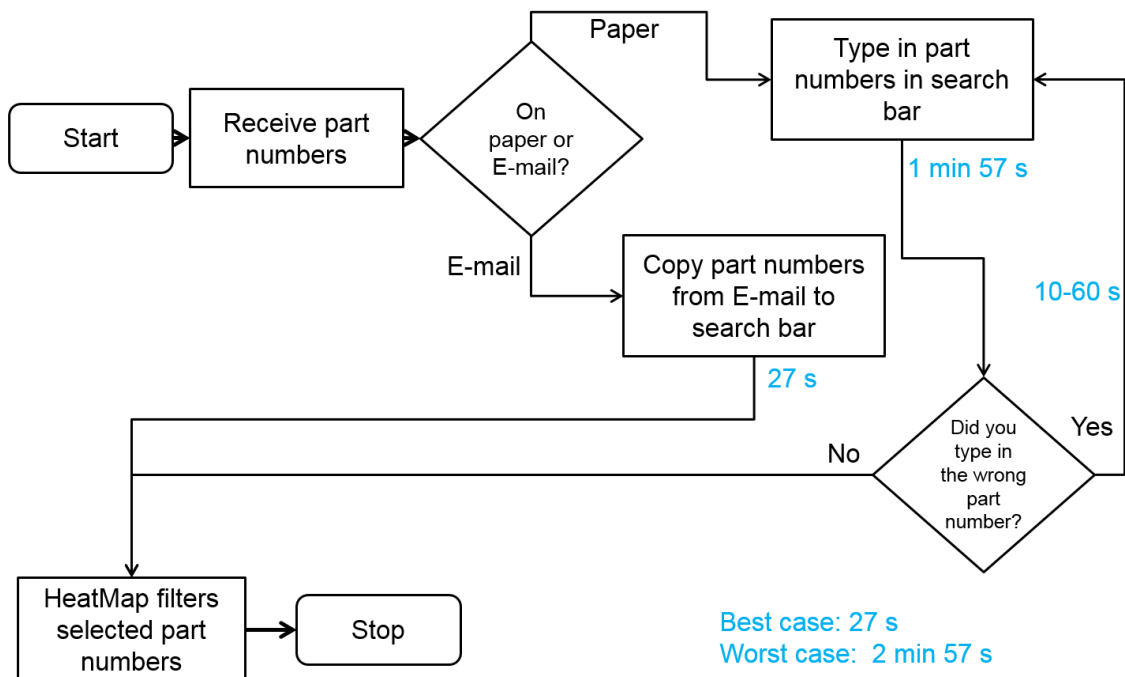 Start
Receive part
numbers
On
paper or
E-mail?
Paper
Type in part
numbers in search
bar
1 min 57 s
E-mail
Copy part numbers
from E-mail to
search bar
27 s
10-60 s
Did you
type in
the wrong
part
number?
Yes
No
HeatMap filters
selected part
numbers
Stop
Best case: 27 s
Worst case: 2 min 57 s